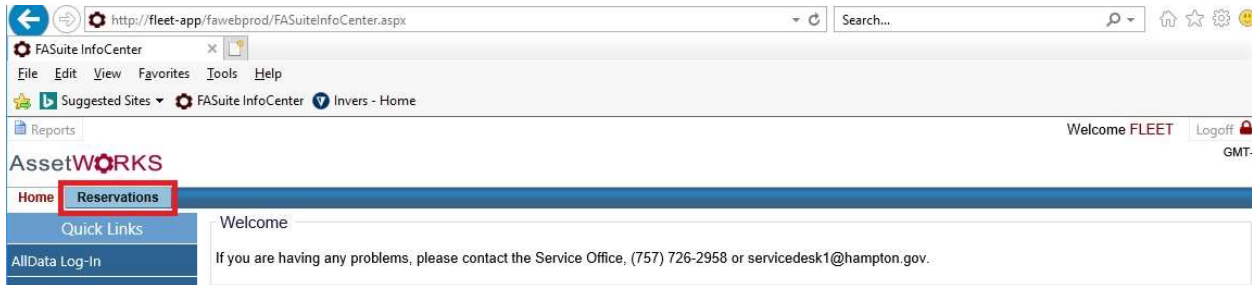 http://fleet-app/fawebprod/FASuiteInfoCenter.aspx Search...
FASuite InfoCenter
File Edit View Favorites Tools Help
Suggested Sites FASuite InfoCenter Invers - Home
Reports Welcome FLEET Logoff
GMT-
AssetWORKS
Home Reservations
Quick Links Welcome
AllData Log-In If you are having any problems, please contact the Service Office, (757) 726-2958 or servicedesk1@hampton.gov.